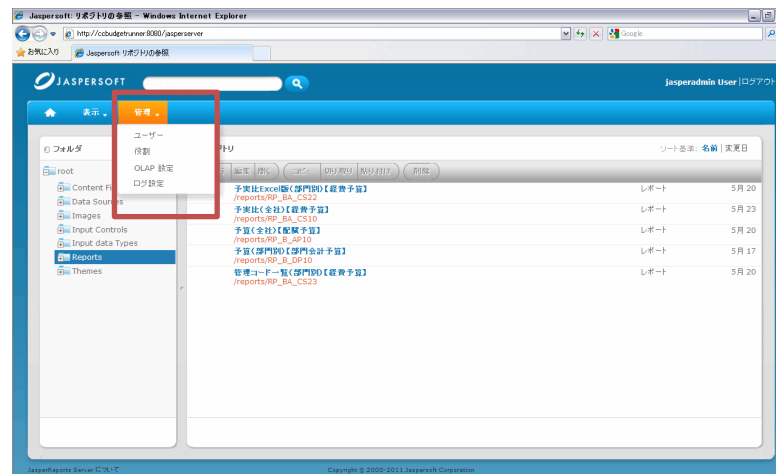 Jaspersoft: リポジトリの参照 - Windows Internet Explorer
http://ccbudgetrunner:8080/jasperserver
Google
お気に入り
Jaspersoft リポジトリの参照
JASPERSOFT
jasperadmin User | ログアウト
表示
管理
ユーザー
役割
OLAP 設定
ログ設定
フォルダ
トリ
ソート基準: 名前 | 変更日
編集 開く コピー 切り取り 貼り付け 削除
root
Content Fi
Data Sources
Images
Input Controls
Input data Types
Reports
Themes
予実比Excel版(部門別)【経費予算】 レポート 5月 20
/reports/RP_BA_CS22
予実比(全社)【経費予算】 レポート 5月 23
/reports/RP_BA_CS10
予算(全社)【配賦予算】 レポート 5月 20
/reports/RP_B_AP10
予算(部門別)【部門会計予算】 レポート 5月 17
/reports/RP_B_DP10
管理コード一覧(部門別)【経費予算】 レポート 5月 20
/reports/RP_BA_CS23
JasperReports Server について
Copyright © 2000-2011 Jaspersoft Corporation